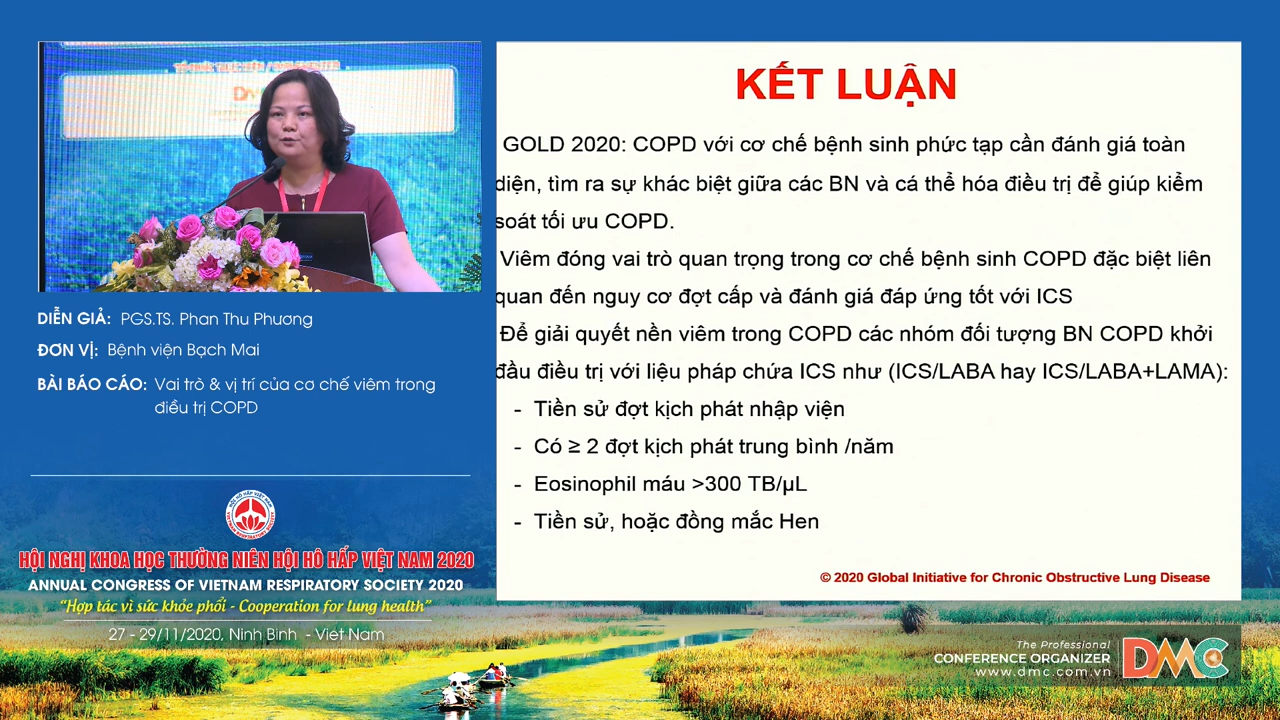 DMC
DIỄN GIẢ: PGS.TS. Phan Thu Phương
ĐƠN VỊ: Bệnh viện Bạch Mai
BÀI BÁO CÁO: Vai trò & vị trí của cơ chế viêm trong
điều trị COPD
HỘI NGHỊ KHOA HỌC THƯỜNG NIÊN HỘI HÔ HẤP VIỆT NAM 2020
ANNUAL CONGRESS OF VIETNAM RESPIRATORY SOCIETY 2020
“Hợp tác vì sức khỏe phổi - Cooperation for lung health”
27 - 29/11/2020, Ninh Bình - Việt Nam
KẾT LUẬN
GOLD 2020: COPD với cơ chế bệnh sinh phức tạp cần đánh giá toàn
diện, tìm ra sự khác biệt giữa các BN và cá thể hóa điều trị để giúp kiểm
soát tối ưu COPD.
Viêm đóng vai trò quan trọng trong cơ chế bệnh sinh COPD đặc biệt liên
quan đến nguy cơ đợt cấp và đánh giá đáp ứng tốt với ICS
Để giải quyết nền viêm trong COPD các nhóm đối tượng BN COPD khởi
đầu điều trị với liệu pháp chứa ICS như (ICS/LABA hay ICS/LABA+LAMA):
- Tiền sử đợt kịch phát nhập viện
- Có ≥ 2 đợt kịch phát trung bình /năm
- Eosinophil máu >300 TB/µL
- Tiền sử, hoặc đồng mắc Hen
© 2020 Global Initiative for Chronic Obstructive Lung Disease
The Professional
CONFERENCE ORGANIZER
www.dmc.com.vn
DMC